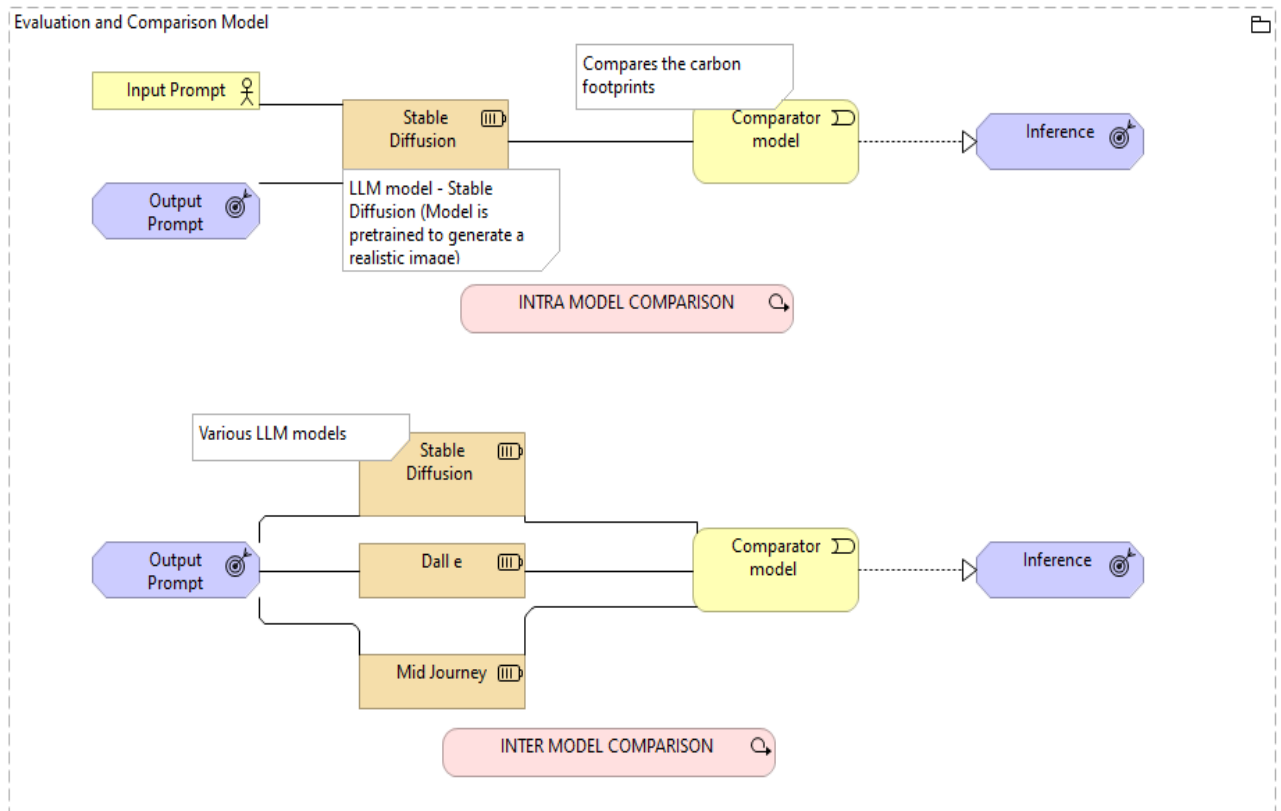 Evaluation and Comparison Model
Compares the carbon
footprints
Input Prompt
Stable
Diffusion
Comparator
model
Inference
Output
Prompt
LLM model - Stable
Diffusion (Model is
pretrained to generate a
realistic image)
INTRA MODEL COMPARISON
Various LLM models
Stable
Diffusion
Output
Prompt
Dall e
Comparator
model
Inference
Mid Journey
INTER MODEL COMPARISON